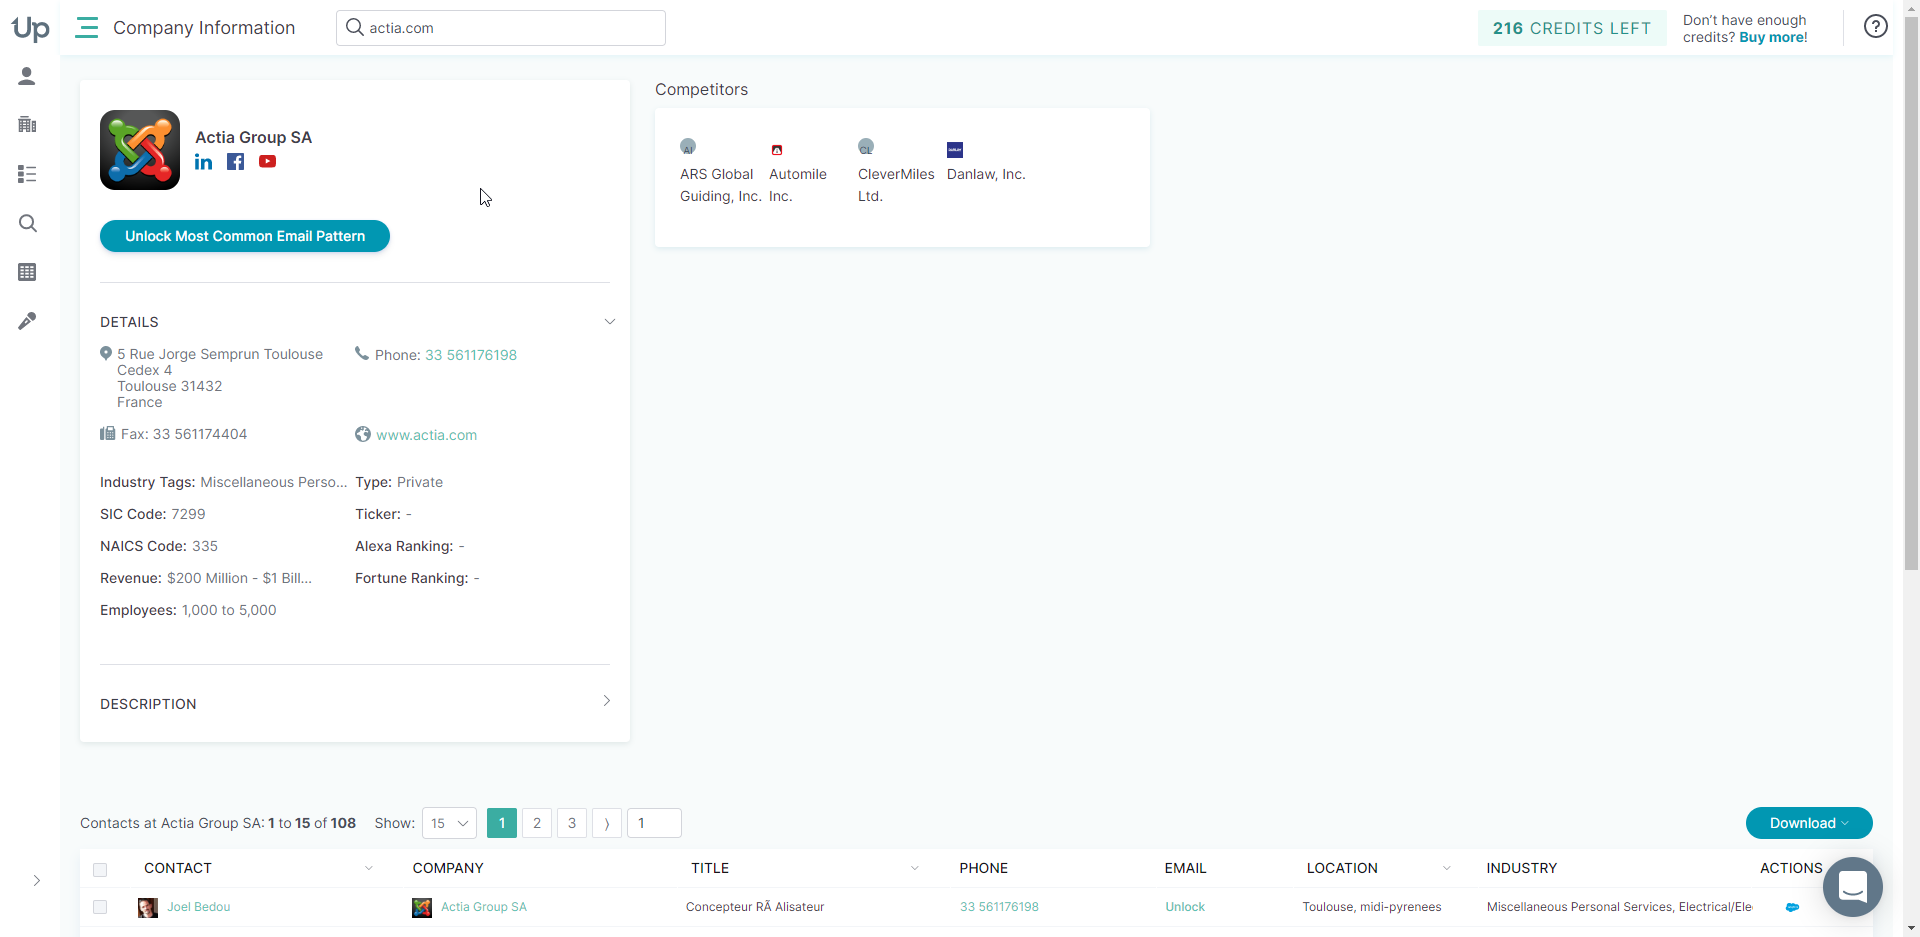 Up
Company Information
actia.com
216 CREDITS LEFT
Don't have enough
credits? Buy more!
?
Actia Group SA
Unlock Most Common Email Pattern
DETAILS
5 Rue Jorge Semprun Toulouse
Cedex 4
Toulouse 31432
France
Phone: 33 561176198
Fax: 33 561174404
www.actia.com
Industry Tags: Miscellaneous Perso...
Type: Private
SIC Code: 7299
Ticker: -
NAICS Code: 335
Alexa Ranking: -
Revenue: $200 Million - $1 Bill...
Fortune Ranking: -
Employees: 1,000 to 5,000
DESCRIPTION
Competitors
AI
ARS Global
Guiding, Inc.
Automile
Inc.
CL
CleverMiles
Ltd.
Danlaw, Inc.
Contacts at Actia Group SA: 1 to 15 of 108
Show: 15
1 2 3 ⟩ 1
Download
CONTACT COMPANY TITLE PHONE EMAIL LOCATION INDUSTRY ACTIONS
Joel Bedou Actia Group SA Concepteur RÃ Alisateur 33 561176198 Unlock Toulouse, midi-pyrenees Miscellaneous Personal Services, Electrical/Ele